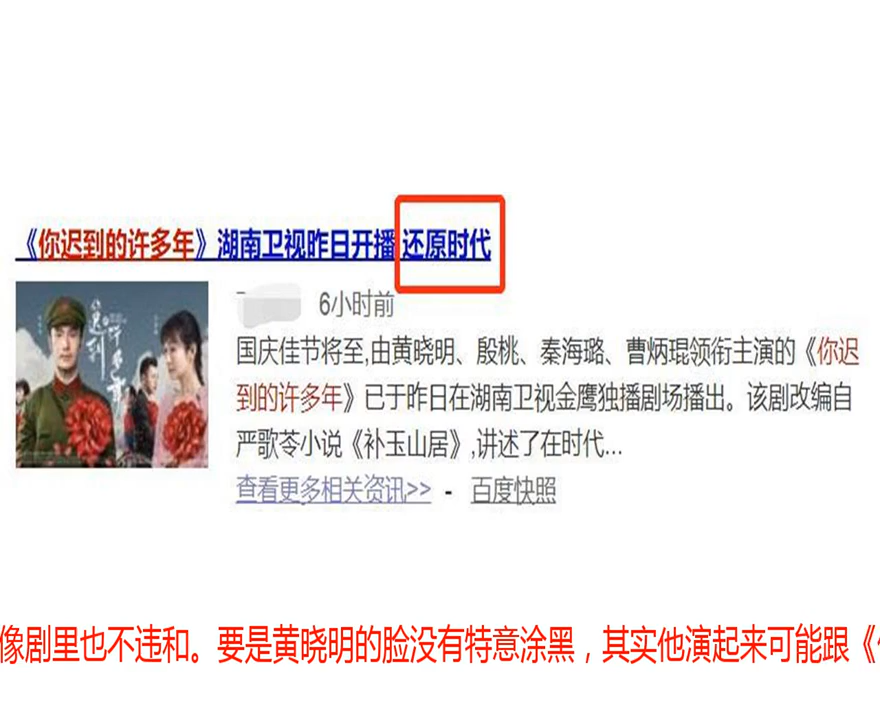 《你迟到的许多年》湖南卫视昨日开播 还原时代
6小时前
国庆佳节将至,由黄晓明、殷桃、秦海璐、曹炳琨领衔主演的《你迟
到的许多年》已于昨日在湖南卫视金鹰独播剧场播出。该剧改编自
严歌苓小说《补玉山居》,讲述了在时代...
查看更多相关资讯>> - 百度快照
像剧里也不违和。要是黄晓明的脸没有特意涂黑，其实他演起来可能跟《